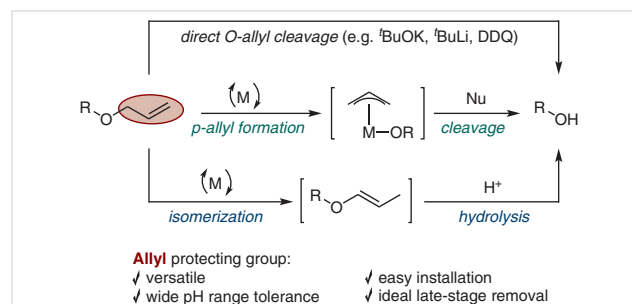 direct O-allyl cleavage (e.g. ᵗBuOK, ᵗBuLi, DDQ)
R O (M) M—OR Nu R OH
p-allyl formation cleavage
(M) R O H⁺
isomerization hydrolysis
Allyl protecting group:
✓ versatile ✓ easy installation
✓ wide pH range tolerance ✓ ideal late-stage removal